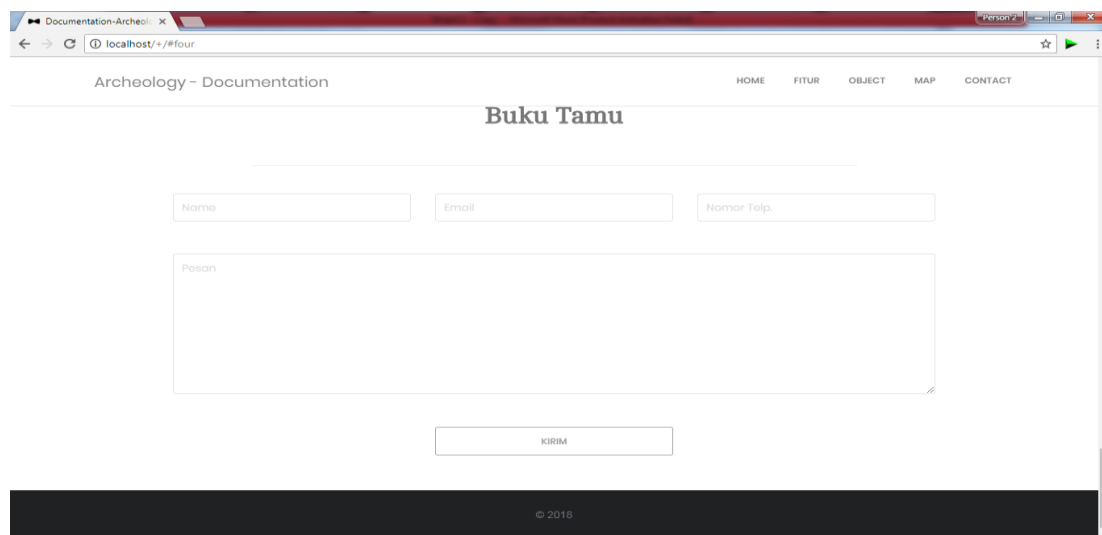 Documentation-Archeolo
Person 2
localhost/+/#four
Archeology - Documentation
HOME FITUR OBJECT MAP CONTACT
Buku Tamu
Name Email Nomor Telp.
Pesan
KIRIM
© 2018